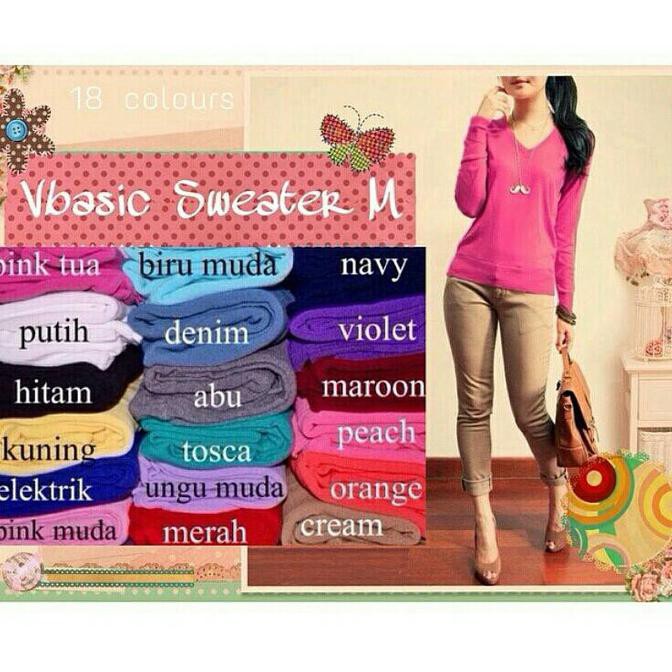 18 colours
Vbasic Sweater M
pink tua
biru muda
navy
putih
denim
violet
hitam
abu
maroon
kuning
tosca
peach
elektrik
ungu muda
orange
pink muda
merah
cream